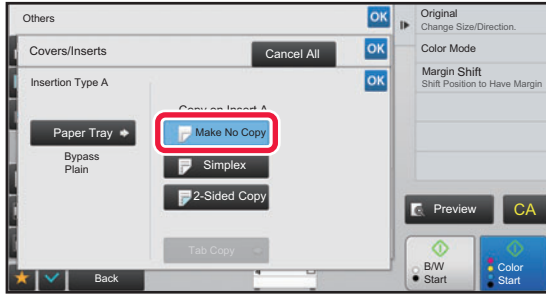 Others
OK
Covers/Inserts
Cancel All
OK
Insertion Type A
OK
Copy on Insert A
Paper Tray
Bypass
Plain
Make No Copy
Simplex
2-Sided Copy
Tab Copy
Back
Original
Change Size/Direction.
Color Mode
Margin Shift
Shift Position to Have Margin
Preview
CA
B/W
Start
Color
Start